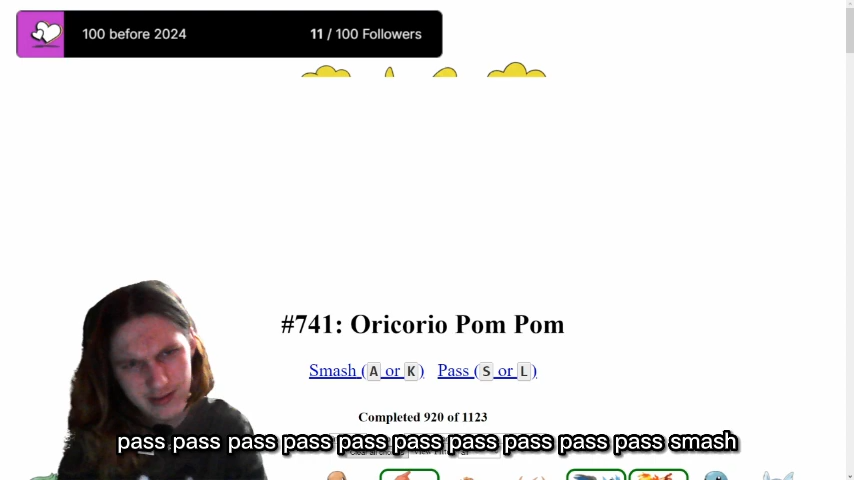 100 before 2024
11 / 100 Followers
#741: Oricorio Pom Pom
Smash (A or K) Pass (S or L)
Completed 920 of 1123
pass pass pass pass pass pass pass pass pass pass smash